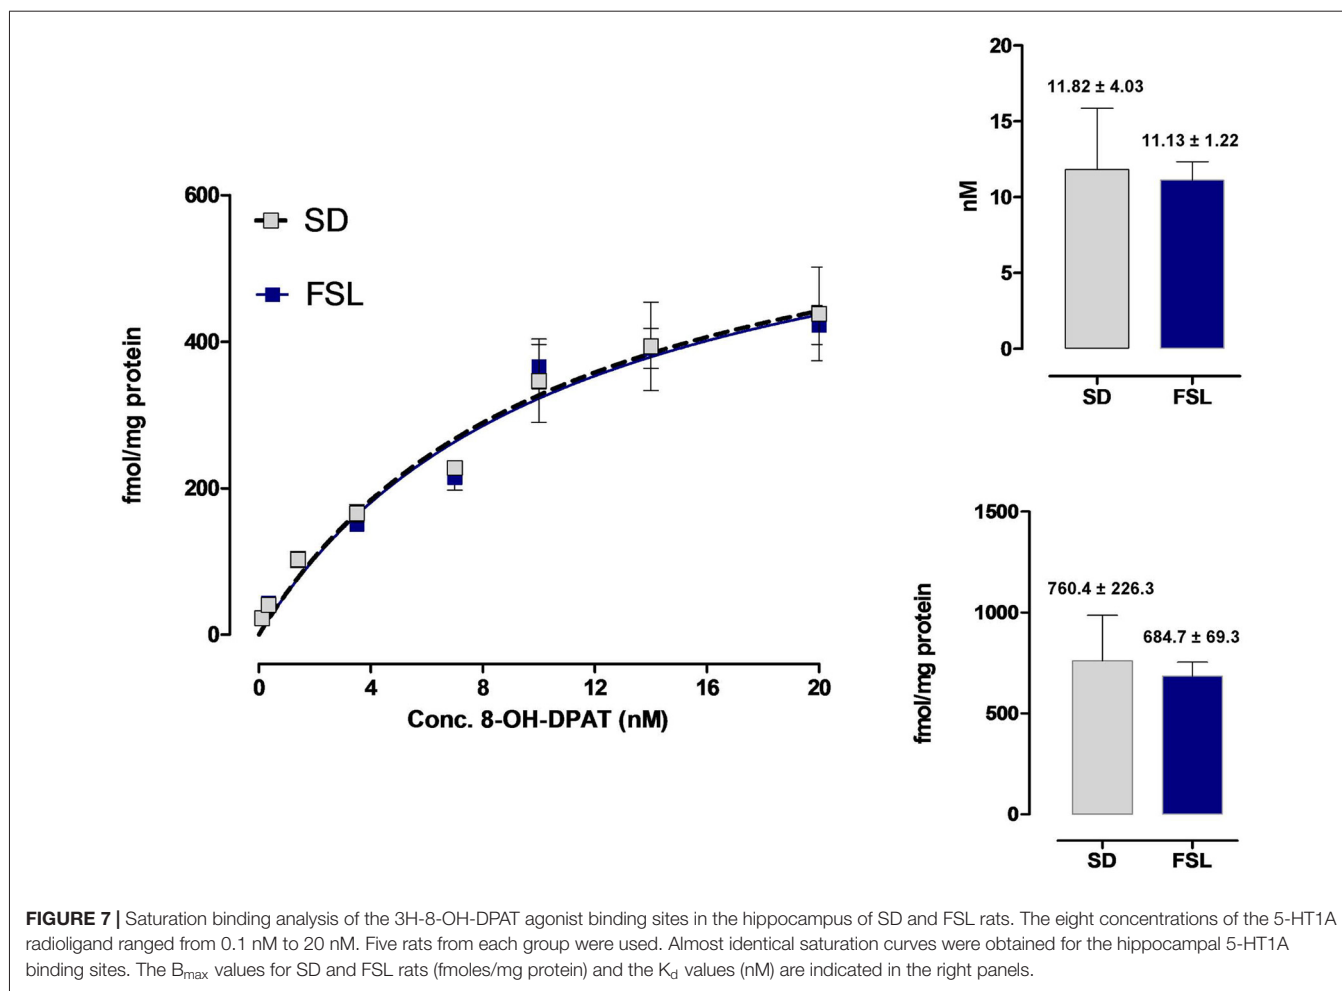 600
400
200
0
fmol/mg protein
SD
FSL
0 4 8 12 16 20
Conc. 8-OH-DPAT (nM)
20
15
10
5
0
nM
11.82 ± 4.03
11.13 ± 1.22
SD FSL
1500
1000
500
0
fmol/mg protein
760.4 ± 226.3
684.7 ± 69.3
SD FSL
FIGURE 7 | Saturation binding analysis of the 3H-8-OH-DPAT agonist binding sites in the hippocampus of SD and FSL rats. The eight concentrations of the 5-HT1A
radioligand ranged from 0.1 nM to 20 nM. Five rats from each group were used. Almost identical saturation curves were obtained for the hippocampal 5-HT1A
binding sites. The Bmax values for SD and FSL rats (fmoles/mg protein) and the Kd values (nM) are indicated in the right panels.